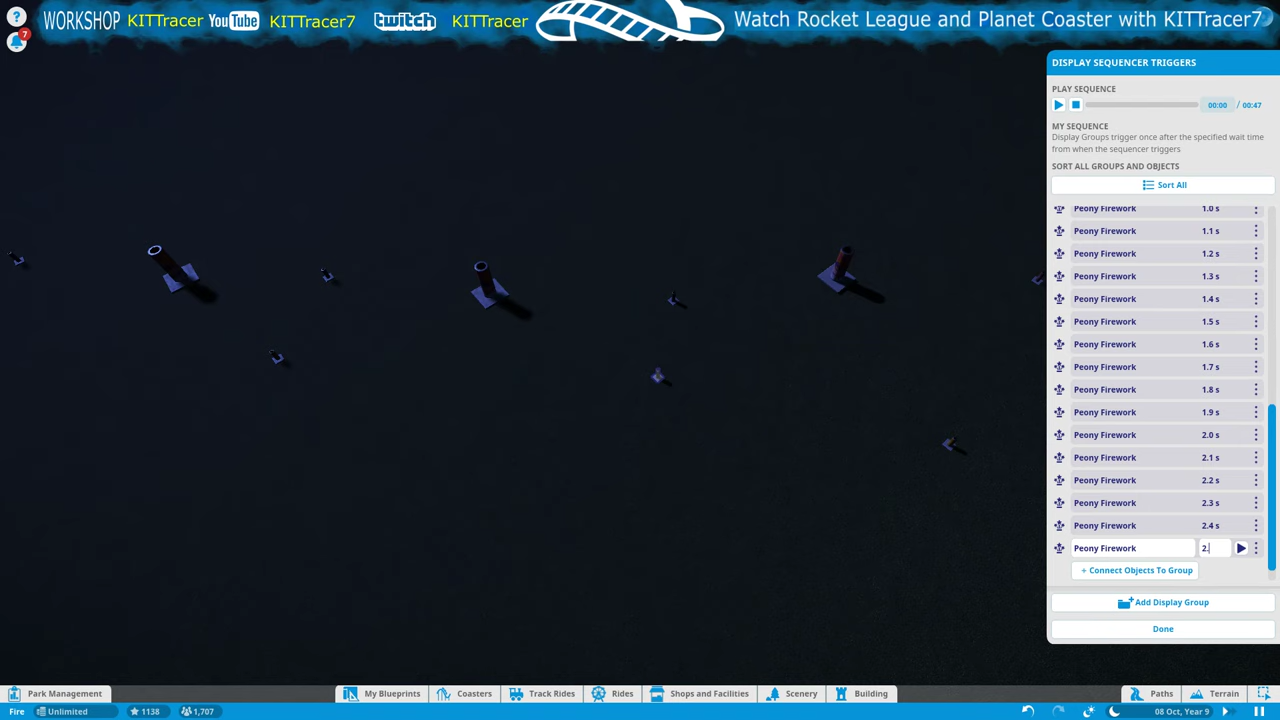 WORKSHOP KITTracer YouTube KITTracer7 twitch KITTracer Watch Rocket League and Planet Coaster with KITTracer7
?
7
DISPLAY SEQUENCER TRIGGERS
PLAY SEQUENCE
00:00 / 00:47
MY SEQUENCE
Display Groups trigger once after the specified wait time
from when the sequencer triggers
SORT ALL GROUPS AND OBJECTS
Sort All
Peony Firework 1.0 s
Peony Firework 1.1 s
Peony Firework 1.2 s
Peony Firework 1.3 s
Peony Firework 1.4 s
Peony Firework 1.5 s
Peony Firework 1.6 s
Peony Firework 1.7 s
Peony Firework 1.8 s
Peony Firework 1.9 s
Peony Firework 2.0 s
Peony Firework 2.1 s
Peony Firework 2.2 s
Peony Firework 2.3 s
Peony Firework 2.4 s
Peony Firework 2.
+ Connect Objects To Group
Add Display Group
Done
Park Management My Blueprints Coasters Track Rides Rides Shops and Facilities Scenery Building Paths Terrain
Fire Unlimited 1138 1,707 08 Oct, Year 9